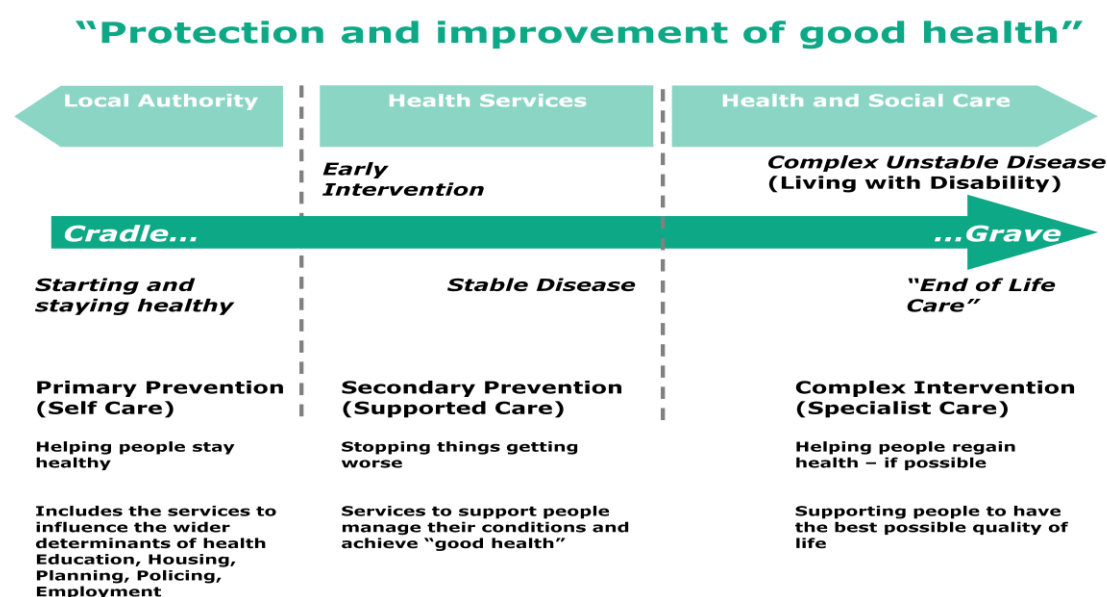 “Protection and improvement of good health”
Local Authority
Health Services
Health and Social Care
Early
Intervention
Complex Unstable Disease
(Living with Disability)
Cradle...
...Grave
Starting and
staying healthy
Stable Disease
“End of Life
Care”
Primary Prevention
(Self Care)
Helping people stay
healthy
Includes the services to
influence the wider
determinants of health
Education, Housing,
Planning, Policing,
Employment
Secondary Prevention
(Supported Care)
Stopping things getting
worse
Services to support people
manage their conditions and
achieve “good health”
Complex Intervention
(Specialist Care)
Helping people regain
health – if possible
Supporting people to have
the best possible quality of
life